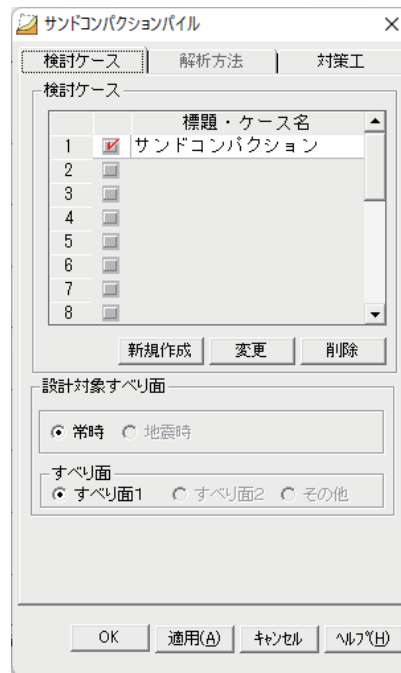 サンドコンパクションパイル
検討ケース 解析方法 対策工
検討ケース
標題・ケース名
1 サンドコンパクション
2
3
4
5
6
7
8
新規作成 変更 削除
設計対象すべり面
常時 地震時
すべり面
すべり面1 すべり面2 その他
OK 適用(A) キャンセル ヘルプ(H)